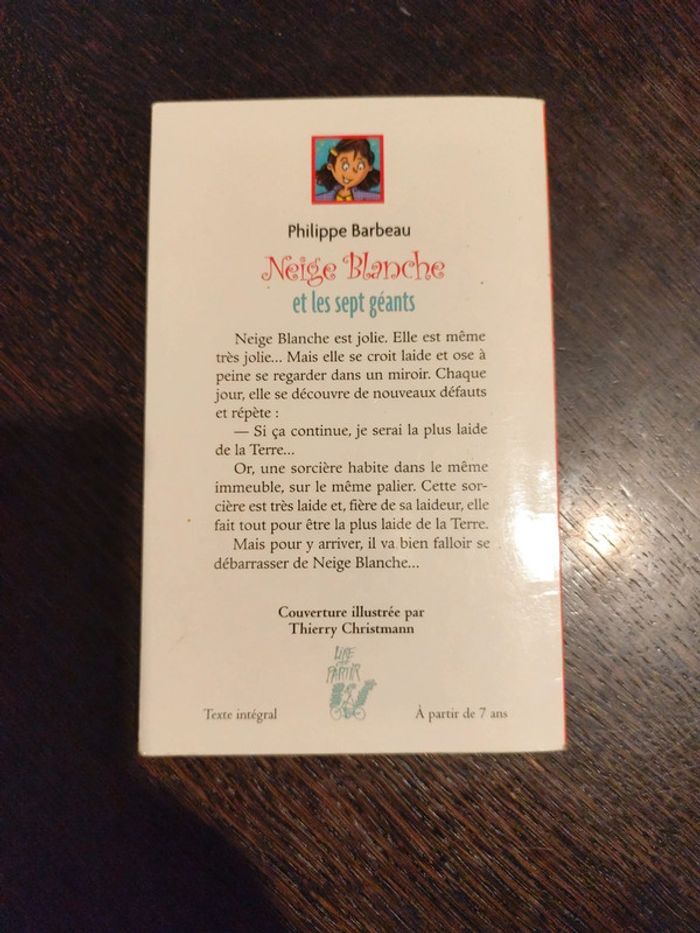 Philippe Barbeau
Neige Blanche
et les sept géants
Neige Blanche est jolie. Elle est même
très jolie... Mais elle se croit laide et ose à
peine se regarder dans un miroir. Chaque
jour, elle se découvre de nouveaux défauts
et répète :
— Si ça continue, je serai la plus laide
de la Terre...
Or, une sorcière habite dans le même
immeuble, sur le même palier. Cette sor-
cière est très laide et, fière de sa laideur, elle
fait tout pour être la plus laide de la Terre.
Mais pour y arriver, il va bien falloir se
débarrasser de Neige Blanche...
Couverture illustrée par
Thierry Christmann
LIRE
c'est
PARTIR
Texte intégral
À partir de 7 ans